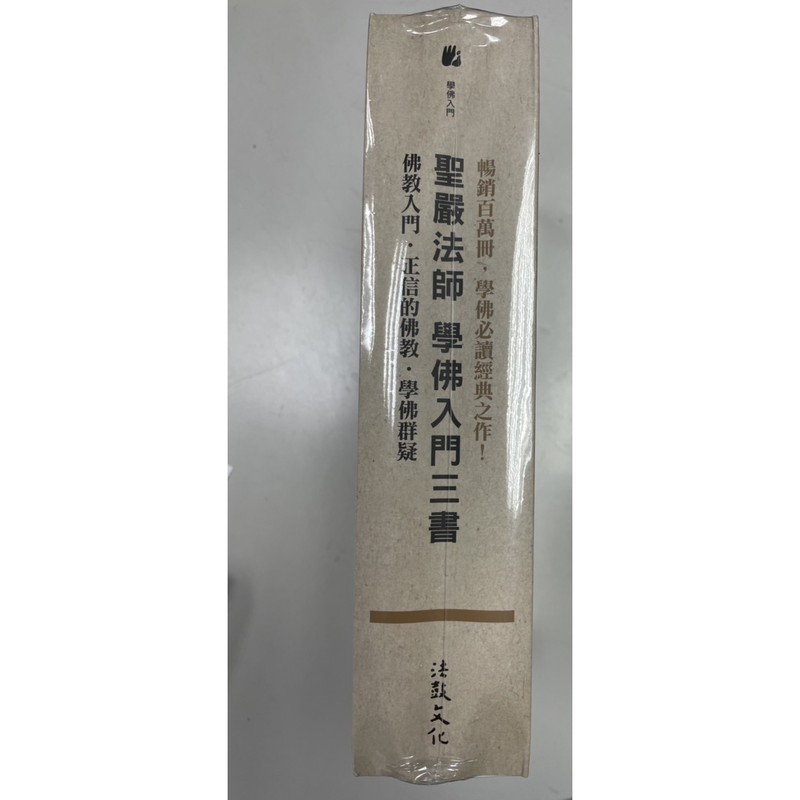 學佛入門
暢銷百萬冊，學佛必讀經典之作！
聖嚴法師 學佛入門三書
佛教入門．正信的佛教．學佛群疑
法鼓文化